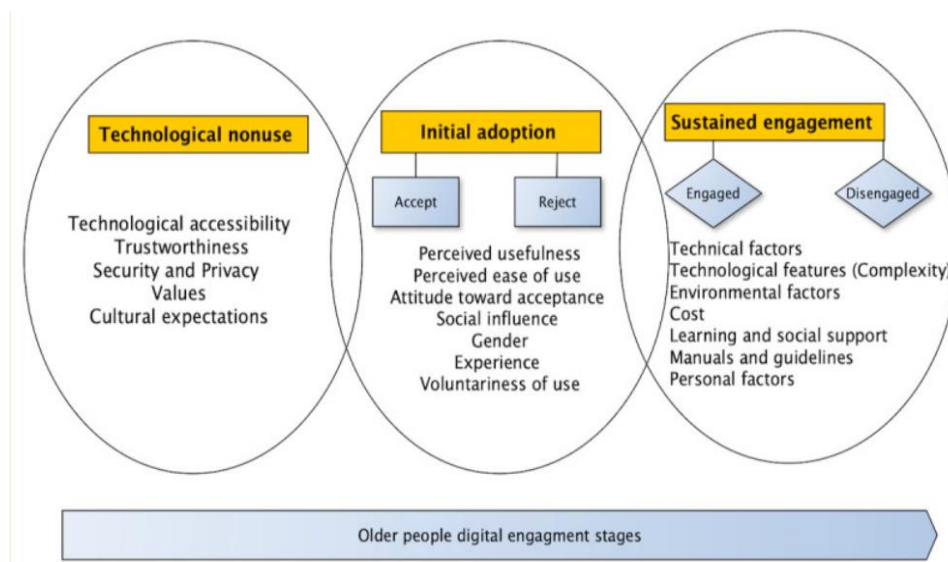 Technological nonuse
Technological accessibility
Trustworthiness
Security and Privacy
Values
Cultural expectations
Initial adoption
Accept
Reject
Perceived usefulness
Perceived ease of use
Attitude toward acceptance
Social influence
Gender
Experience
Voluntariness of use
Sustained engagement
Engaged
Disengaged
Technical factors
Technological features (Complexity)
Environmental factors
Cost
Learning and social support
Manuals and guidelines
Personal factors
Older people digital engagment stages